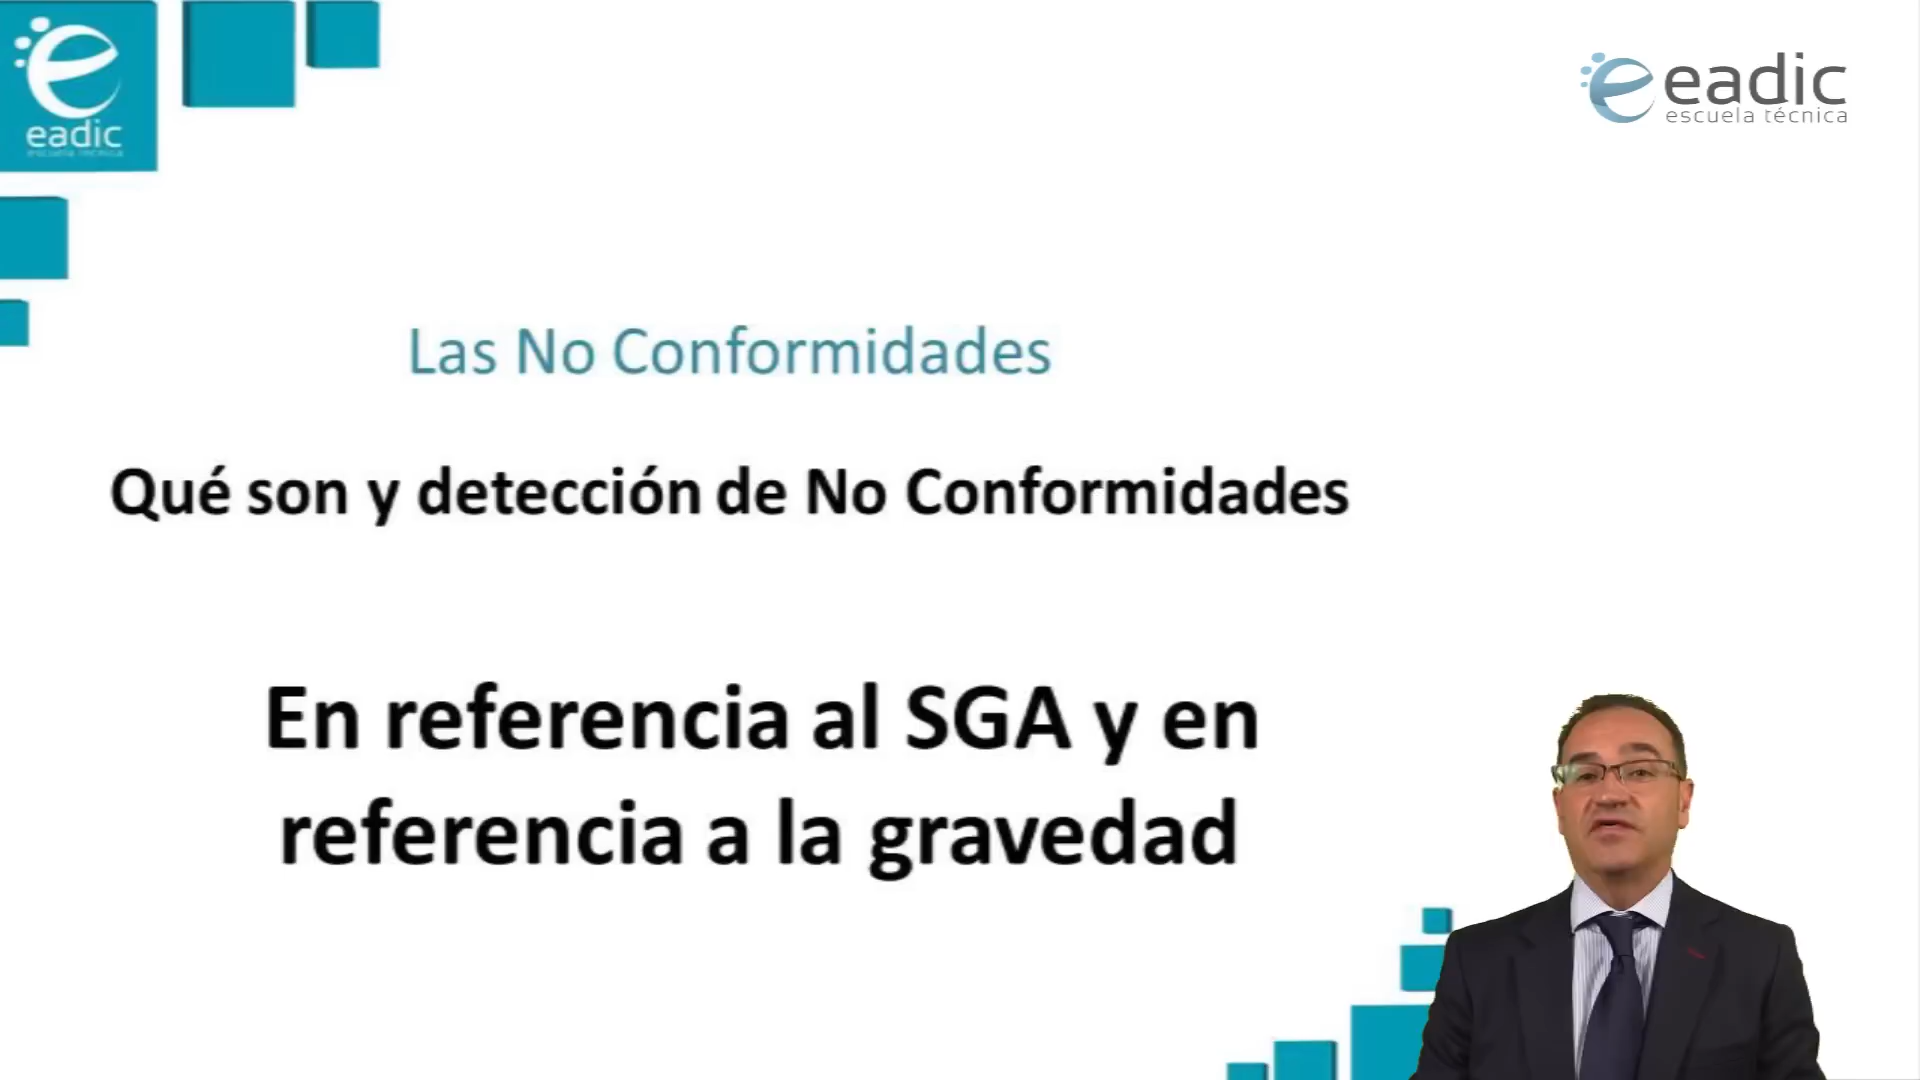 eadic
escuela técnica
eadic
escuela técnica
Las No Conformidades
Qué son y detección de No Conformidades
En referencia al SGA y en
referencia a la gravedad